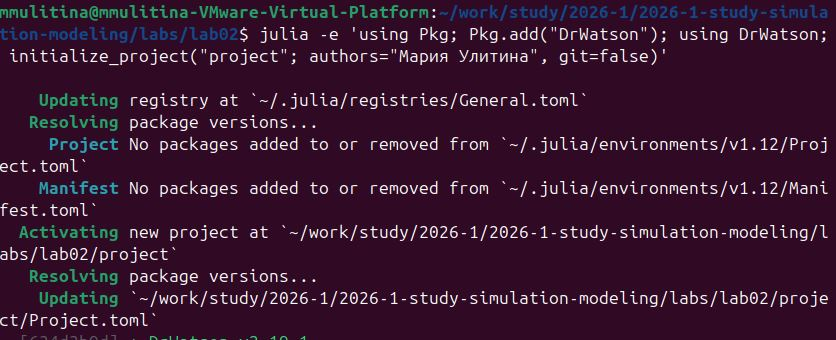 mmulitina@mmulitina-VMware-Virtual-Platform:~/work/study/2026-1/2026-1-study-simula
tion-modeling/labs/lab02$ julia -e 'using Pkg; Pkg.add("DrWatson"); using DrWatson;
 initialize_project("project"; authors="Мария Улитина", git=false)'
    Updating registry at `~/.julia/registries/General.toml`
   Resolving package versions...
     Project No packages added to or removed from `~/.julia/environments/v1.12/Proj
ect.toml`
    Manifest No packages added to or removed from `~/.julia/environments/v1.12/Mani
fest.toml`
  Activating new project at `~/work/study/2026-1/2026-1-study-simulation-modeling/l
abs/lab02/project`
   Resolving package versions...
    Updating `~/work/study/2026-1/2026-1-study-simulation-modeling/labs/lab02/proje
ct/Project.toml`